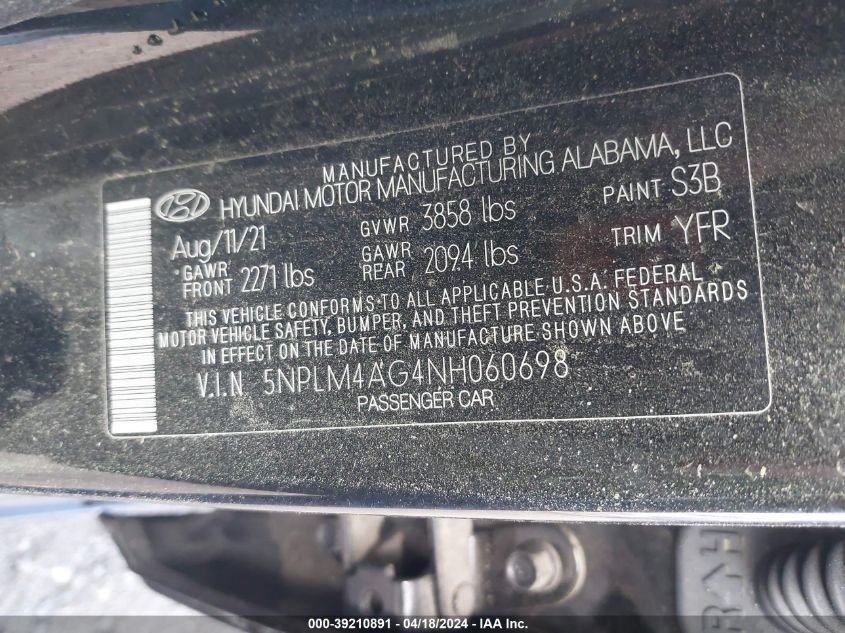 MANUFACTURED BY
HYUNDAI MOTOR MANUFACTURING ALABAMA, LLC
Aug/11/21 GVWR 3858 lbs PAINT S3B
GAWR FRONT 2271 lbs GAWR REAR 2094 lbs TRIM YFR
THIS VEHICLE CONFORMS TO ALL APPLICABLE U.S.A. FEDERAL
MOTOR VEHICLE SAFETY, BUMPER, AND THEFT PREVENTION STANDARDS
IN EFFECT ON THE DATE OF MANUFACTURE SHOWN ABOVE
V.I.N 5NPLM4AG4NH060698
PASSENGER CAR
000-39210891 - 04/18/2024 - IAAI.COM